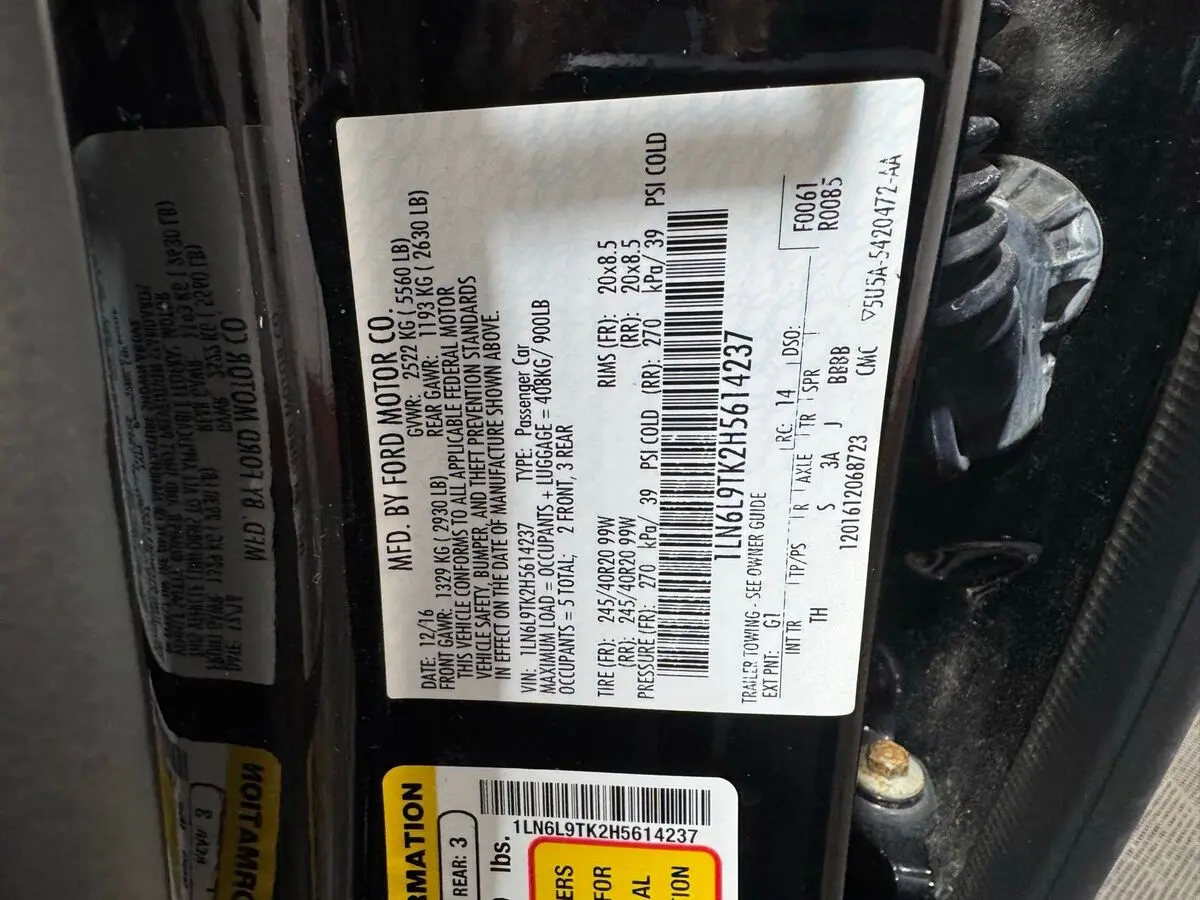 MFD. BY FORD MOTOR CO.
DATE: 12/16 GVWR: 2522 KG ( 5560 LB)
FRONT GAWR: 1329 KG ( 2930 LB) REAR GAWR: 1193 KG ( 2630 LB)
THIS VEHICLE CONFORMS TO ALL APPLICABLE FEDERAL MOTOR
VEHICLE SAFETY, BUMPER, AND THEFT PREVENTION STANDARDS
IN EFFECT ON THE DATE OF MANUFACTURE SHOWN ABOVE.
VIN: 1LN6L9TK2H5614237 TYPE: Passenger Car
MAXIMUM LOAD = OCCUPANTS + LUGGAGE = 408KG/ 900LB
OCCUPANTS = 5 TOTAL; 2 FRONT, 3 REAR
TIRE (FR): 245/40R20 99W RIMS (FR): 20x8.5
(RR): 245/40R20 99W (RR): 20x8.5
PRESSURE (FR): 270 kPa/ 39 PSI COLD (RR): 270 kPa/ 39 PSI COLD
1LN6L9TK2H5614237
TRAILER TOWING - SEE OWNER GUIDE
EXT PNT: G1 RC: 14 DSO: F0061
R0085
INT TR TP/PS R AXLE TR SPR
TH S 3A J BBBB
1201612068723 CMC
▽5U5A-5420472-AA
RMATION
REAR: 3
lbs.
1LN6L9TK2H5614237
ERS
FOR
AL
ION